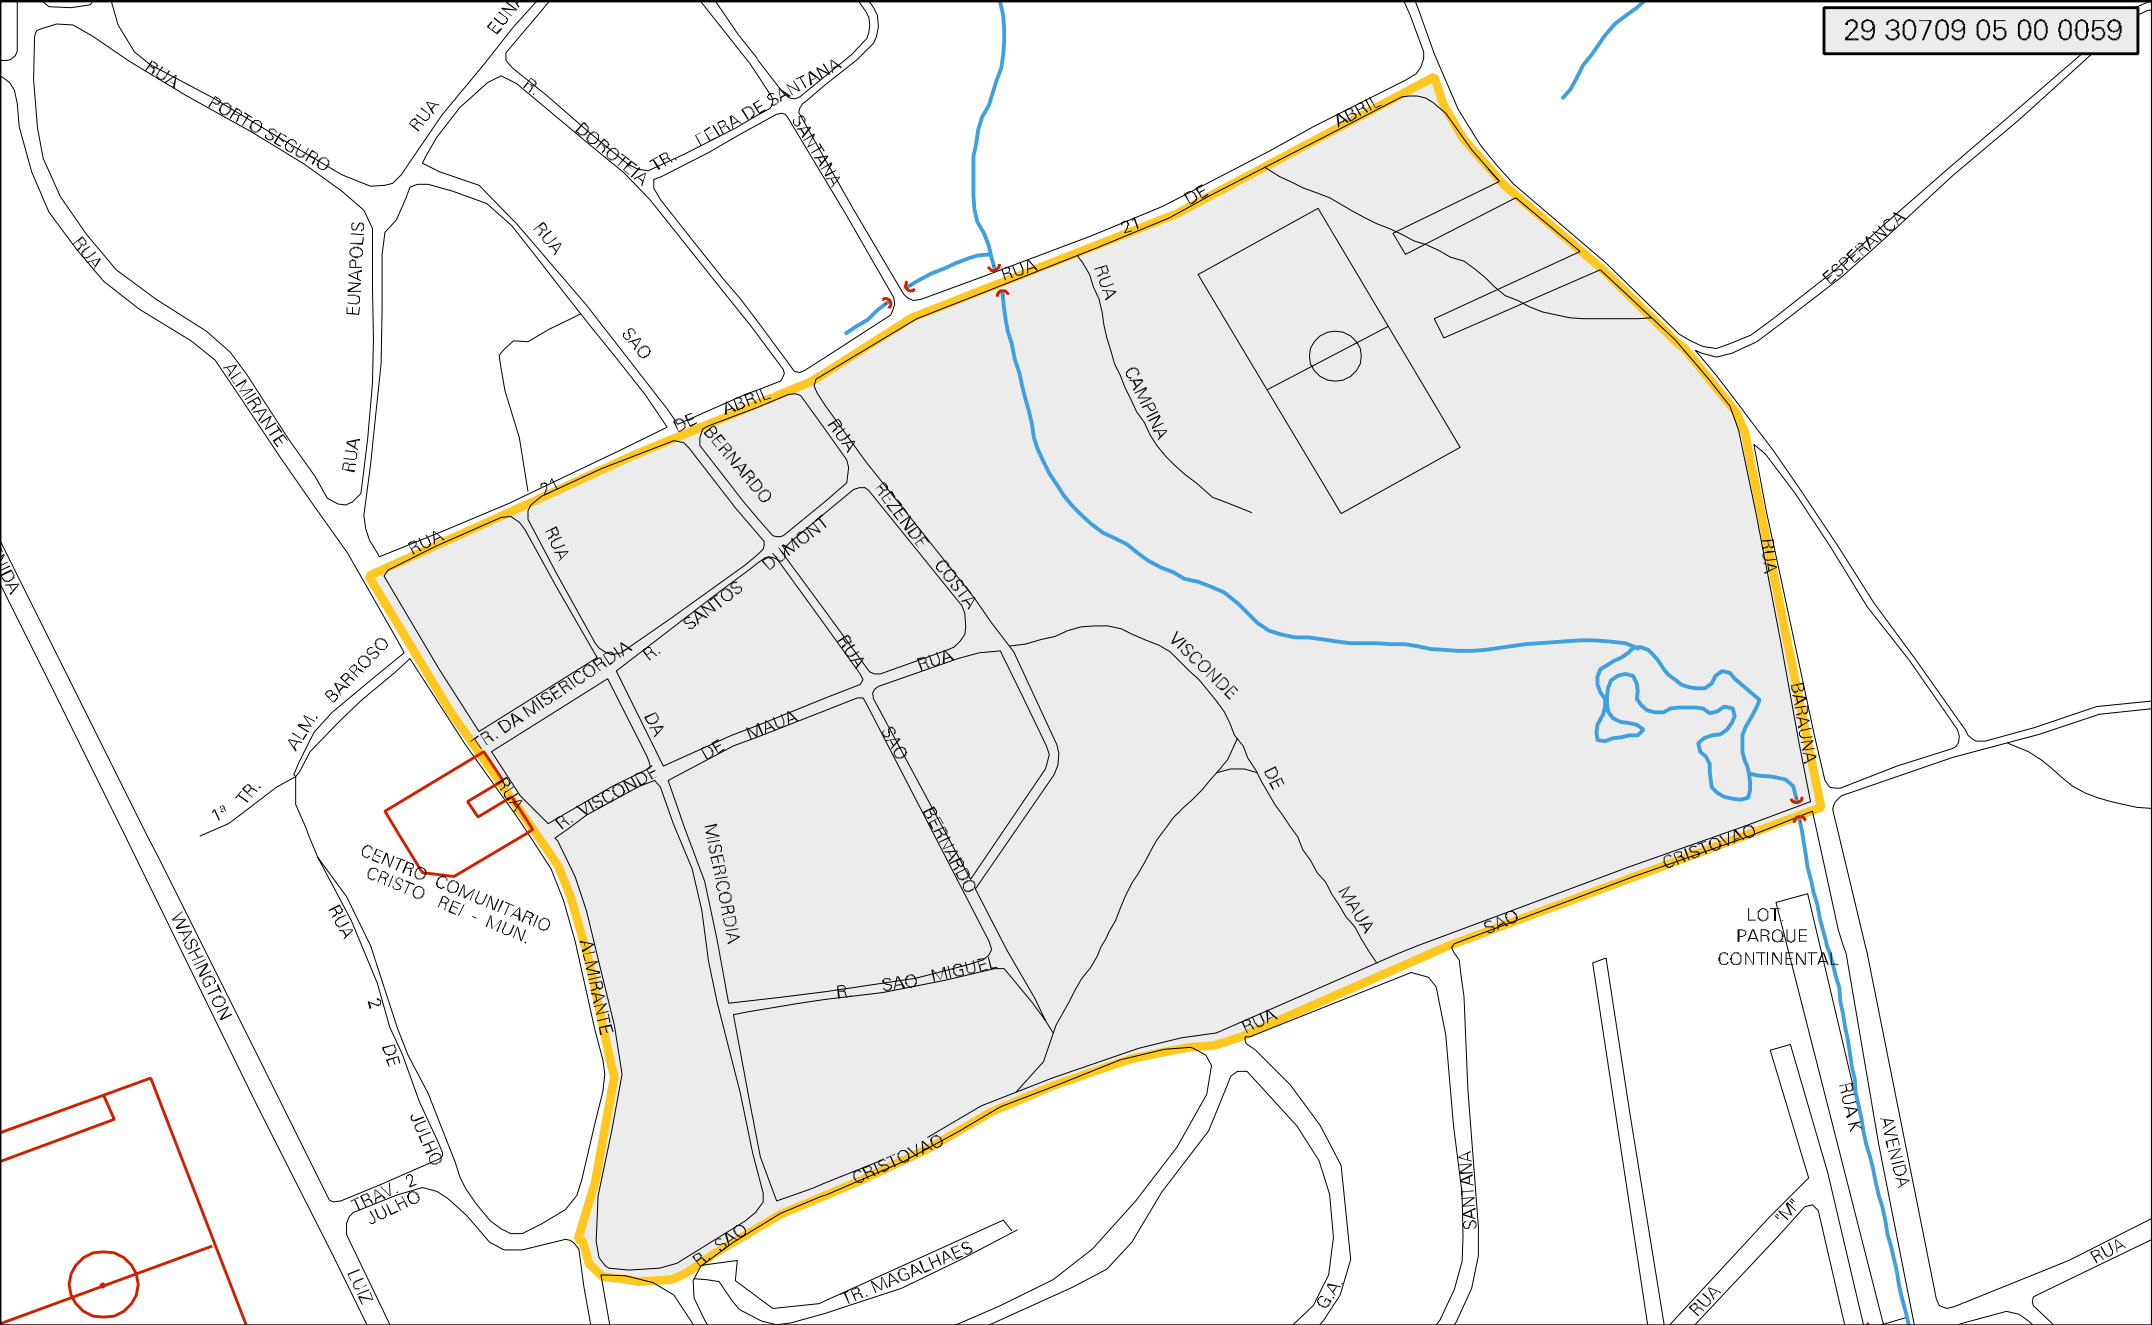 29 30709 05 00 0059
RUA
PORTO SEGURO
RUA
R.
DOROTEIA
TR. FEIRA DE SANTANA
SANTANA
RUA
EUNAPOLIS
RUA
ALMIRANTE
RUA
SAO
BERNARDO
RUA 21 DE ABRIL
RUA 21 DE ABRIL
ESPERANCA
RUA
CAMPINA
RUA
REZENDE
COSTA
RUA
DA
MISERICORDIA
R. SANTOS DUMONT
TR. DA MISERICORDIA
RUA
SAO
BERNARDO
R. VISCONDE DE MAUA
RUA
VISCONDE
DE
MAUA
RUA
BARAUNA
ALM. BARROSO
1ª TR.
RUA
ALMIRANTE
CENTRO COMUNITARIO
CRISTO REI - MUN.
WASHINGTON
LUIZ
RUA
2
DE
JULHO
TRAV. 2
JULHO
R. SAO MIGUEL
R. SAO CRISTOVAO
RUA SAO CRISTOVAO
TR. MAGALHAES
SANTANA
G.A.
LOT.
PARQUE
CONTINENTAL
RUA K
AVENIDA
RUA "M"
RUA